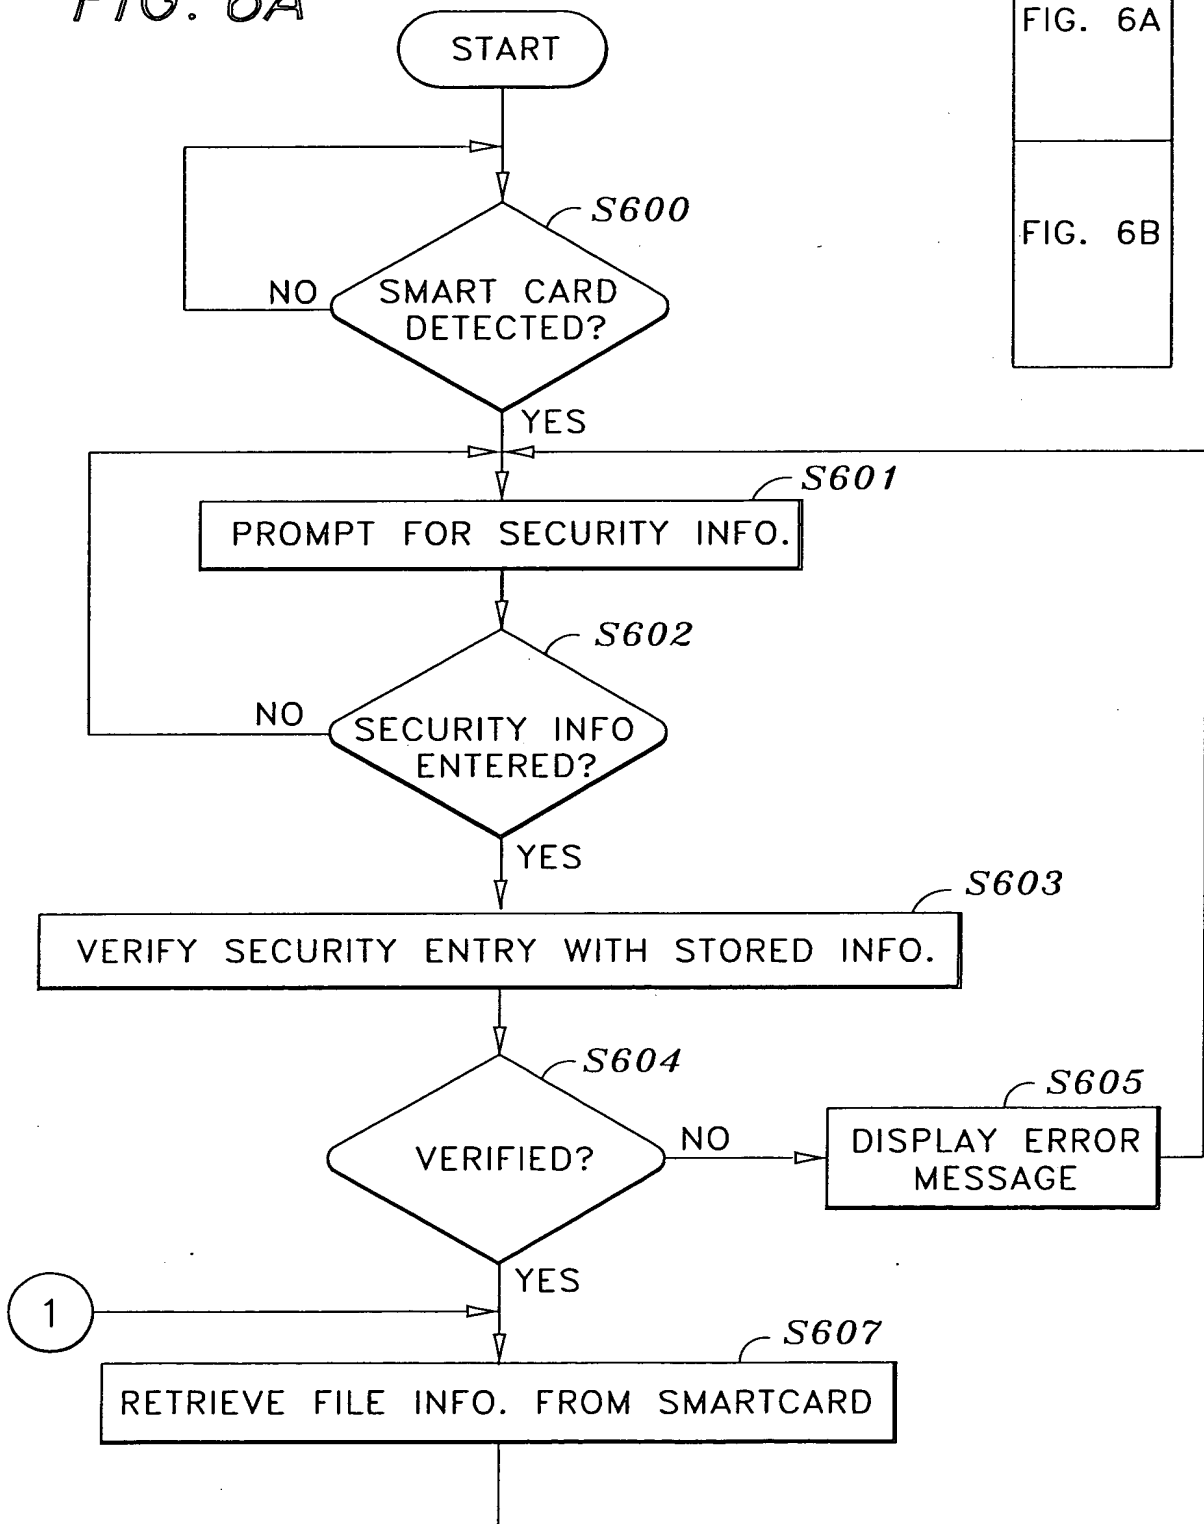 FIG. 6A
START
FIG. 6A
FIG. 6B
S600
NO
SMART CARD
DETECTED?
YES
S601
PROMPT FOR SECURITY INFO.
S602
NO
SECURITY INFO
ENTERED?
YES
S603
VERIFY SECURITY ENTRY WITH STORED INFO.
S604
VERIFIED?
NO
S605
DISPLAY ERROR
MESSAGE
YES
1
S607
RETRIEVE FILE INFO. FROM SMARTCARD